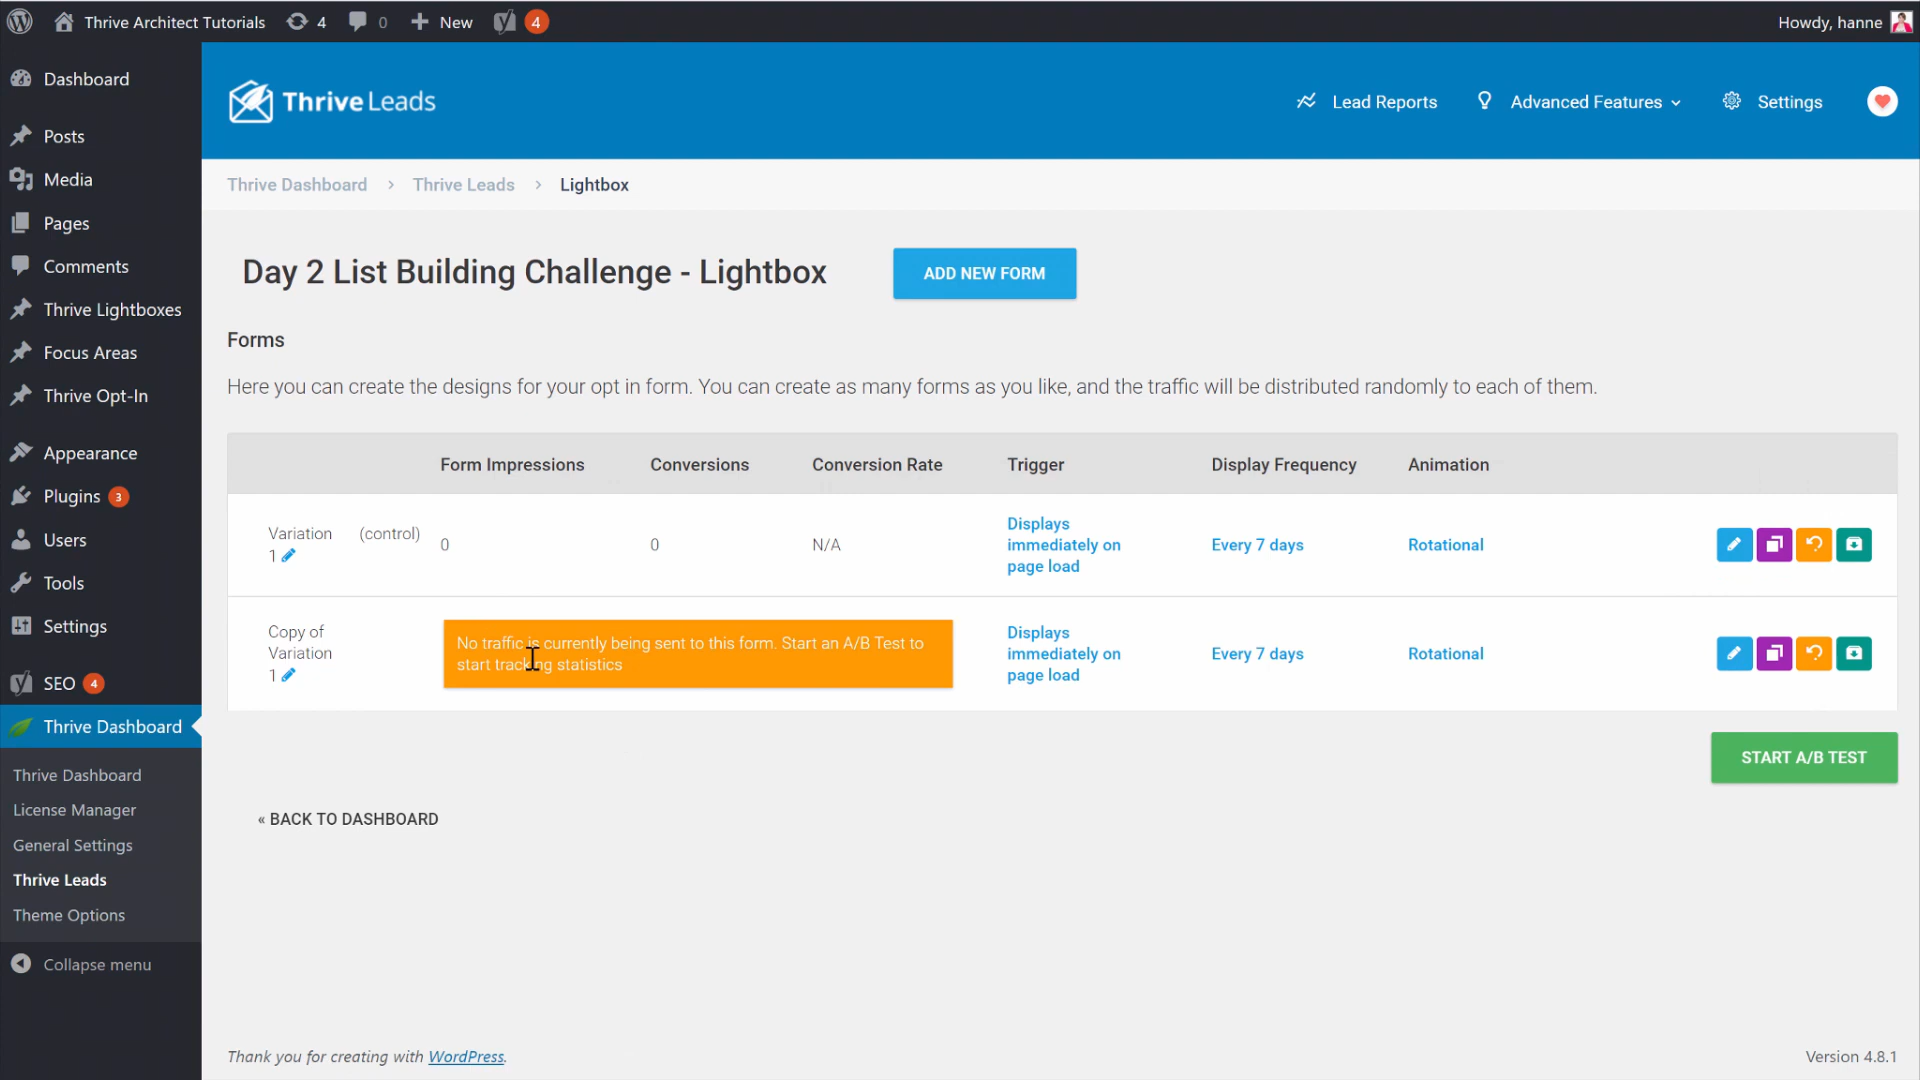 Thrive Architect Tutorials 4 0 New 4 Howdy, hanne
Dashboard
Posts
Media
Pages
Comments
Thrive Lightboxes
Focus Areas
Thrive Opt-In
Appearance
Plugins 3
Users
Tools
Settings
SEO 4
Thrive Dashboard
Thrive Dashboard
License Manager
General Settings
Thrive Leads
Theme Options
Collapse menu
Thrive Leads Lead Reports Advanced Features Settings
Thrive Dashboard > Thrive Leads > Lightbox
Day 2 List Building Challenge - Lightbox ADD NEW FORM
Forms
Here you can create the designs for your opt in form. You can create as many forms as you like, and the traffic will be distributed randomly to each of them.
Form Impressions Conversions Conversion Rate Trigger Display Frequency Animation
Variation (control)
1
0 0 N/A
Displays
immediately on
page load
Every 7 days Rotational
Copy of
Variation
1
No traffic is currently being sent to this form. Start an A/B Test to
start tracking statistics
Displays
immediately on
page load
Every 7 days Rotational
START A/B TEST
« BACK TO DASHBOARD
Thank you for creating with WordPress. Version 4.8.1